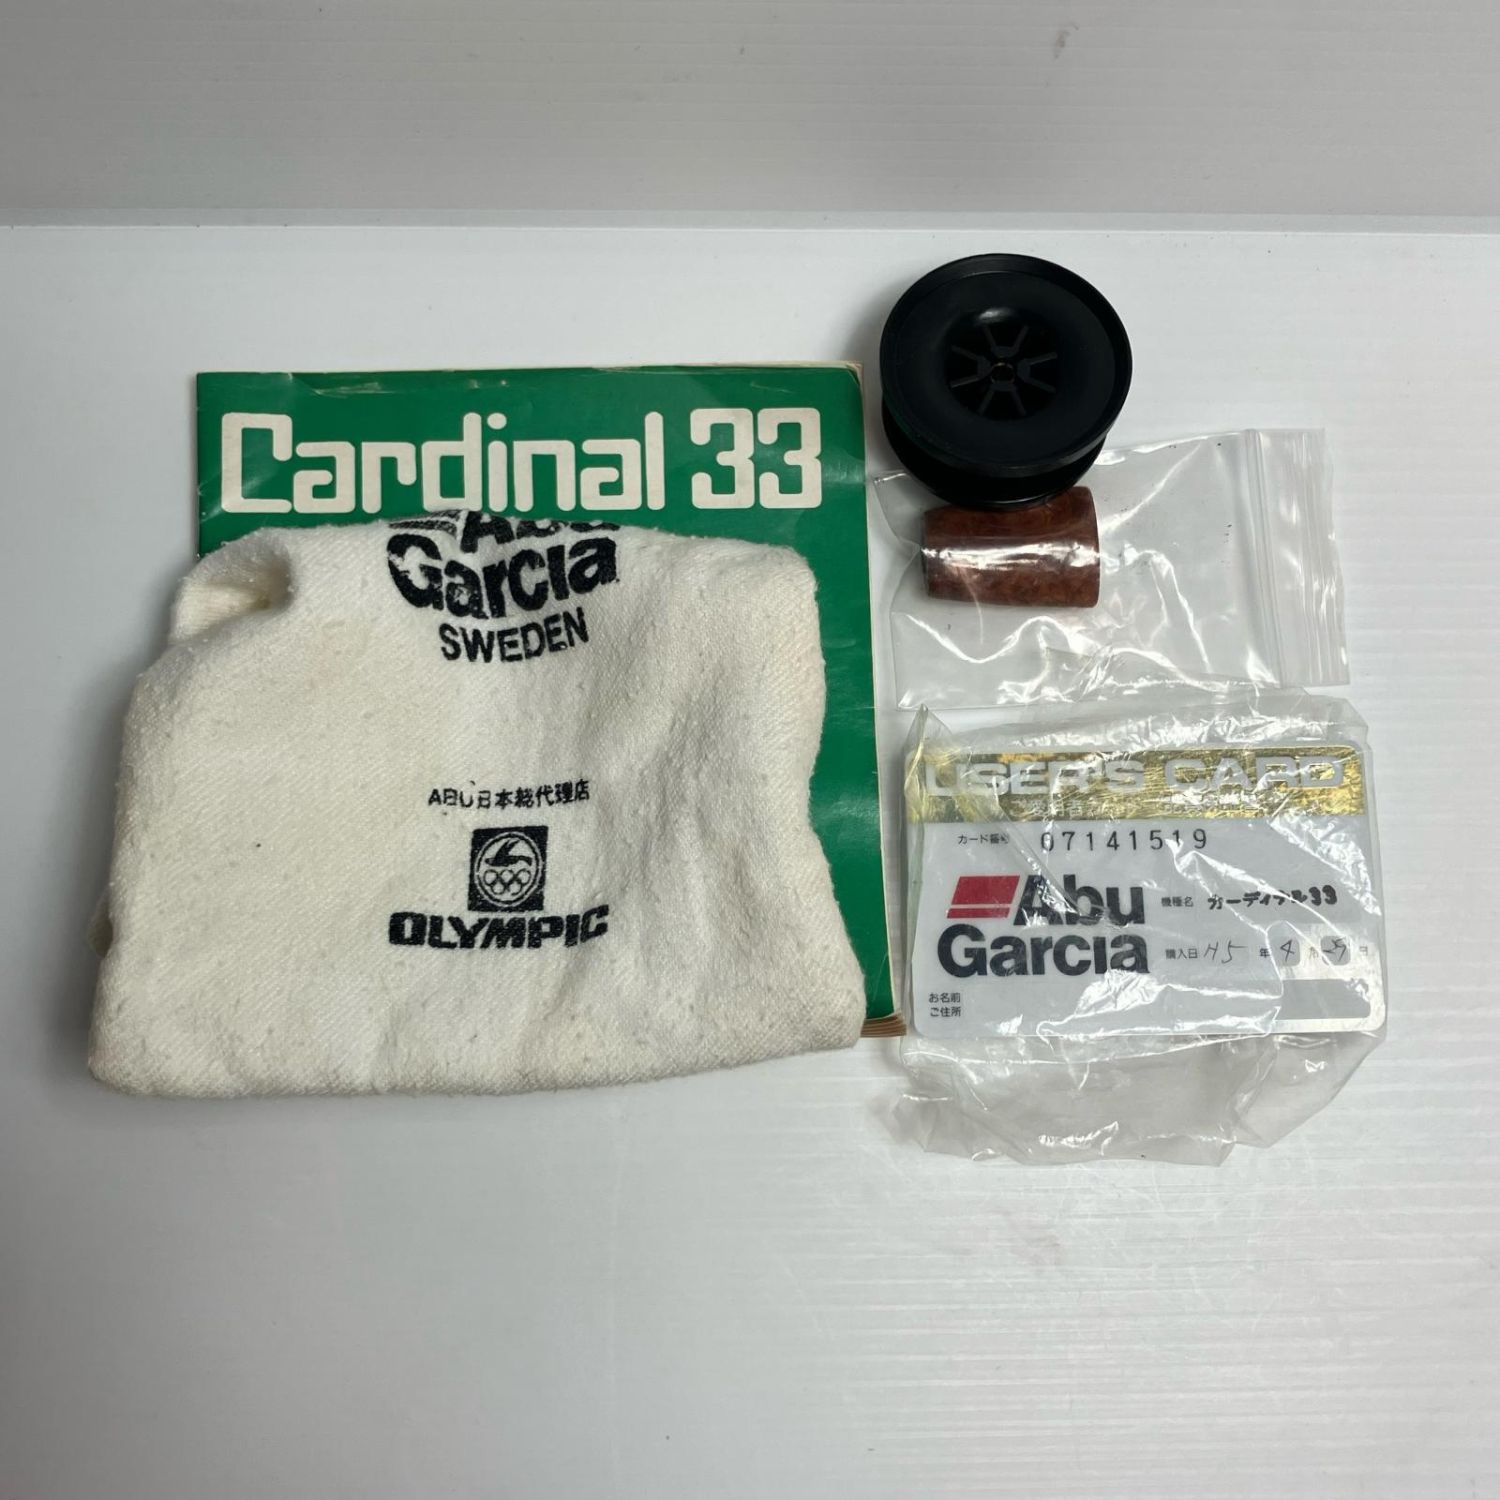 Cardinal 33
Abu
Garcia
SWEDEN
ABU日本総代理店
OLYMPIC
USER'S CARD
カード番号 07141519
Abu
Garcia
機種名 カーディナル33
購入日 H5 年 4 月 29 日
お名前
ご住所